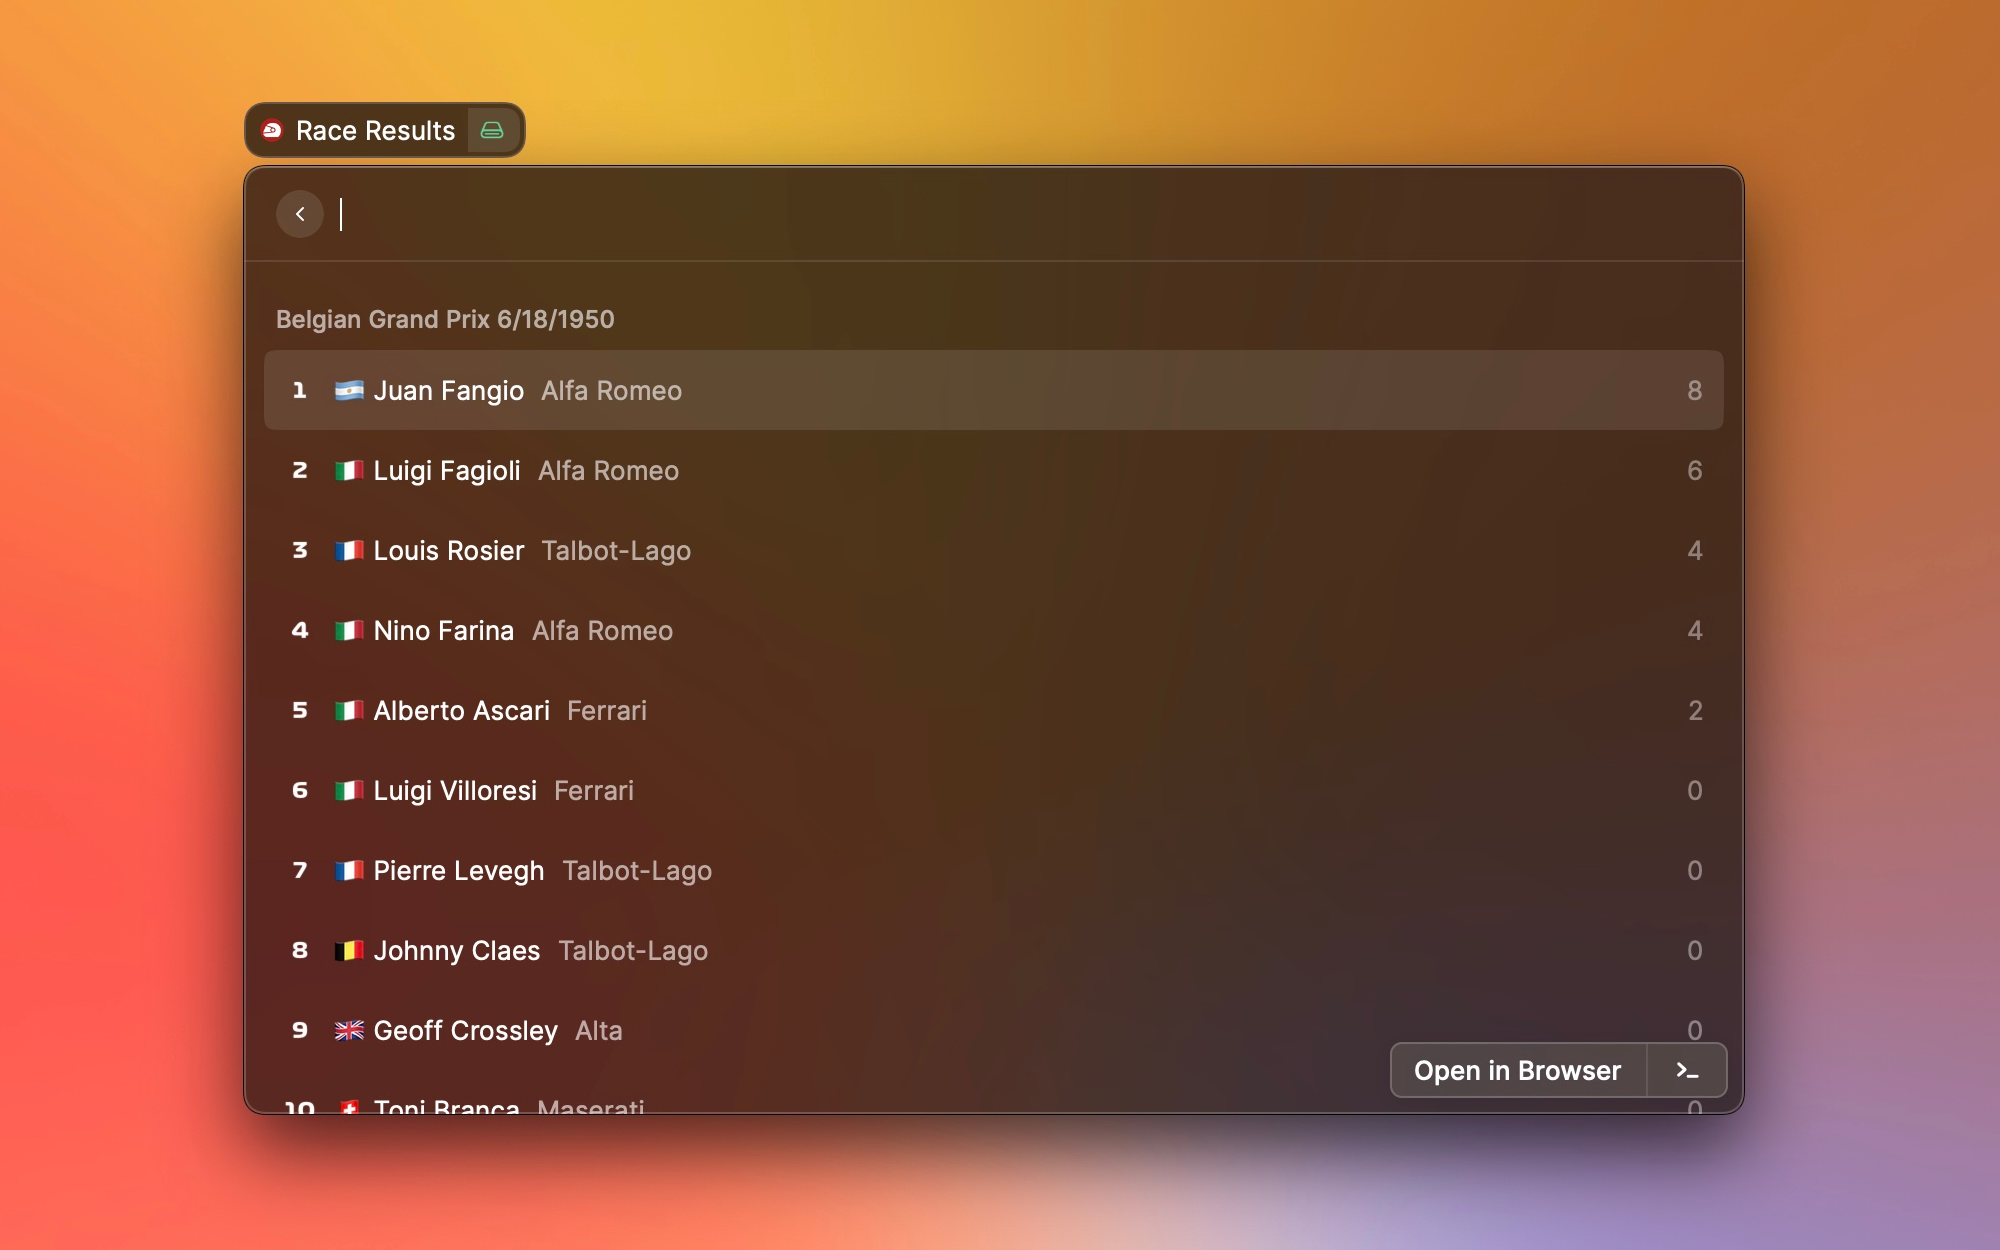 Race Results
Belgian Grand Prix 6/18/1950
1 Juan Fangio Alfa Romeo 8
2 Luigi Fagioli Alfa Romeo 6
3 Louis Rosier Talbot-Lago 4
4 Nino Farina Alfa Romeo 4
5 Alberto Ascari Ferrari 2
6 Luigi Villoresi Ferrari 0
7 Pierre Levegh Talbot-Lago 0
8 Johnny Claes Talbot-Lago 0
9 Geoff Crossley Alta 0
Open in Browser
10 Toni Branca Maserati 0